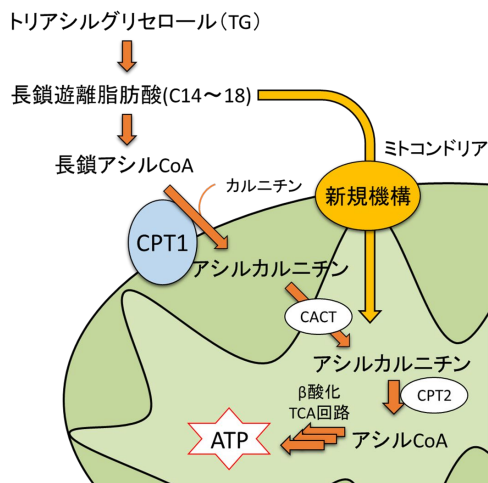 トリアシルグリセロール（TG）
長鎖遊離脂肪酸(C14～18)
ミトコンドリア
長鎖アシルCoA
カルニチン
新規機構
CPT1
アシルカルニチン
CACT
アシルカルニチン
β酸化
TCA回路
CPT2
ATP
アシルCoA